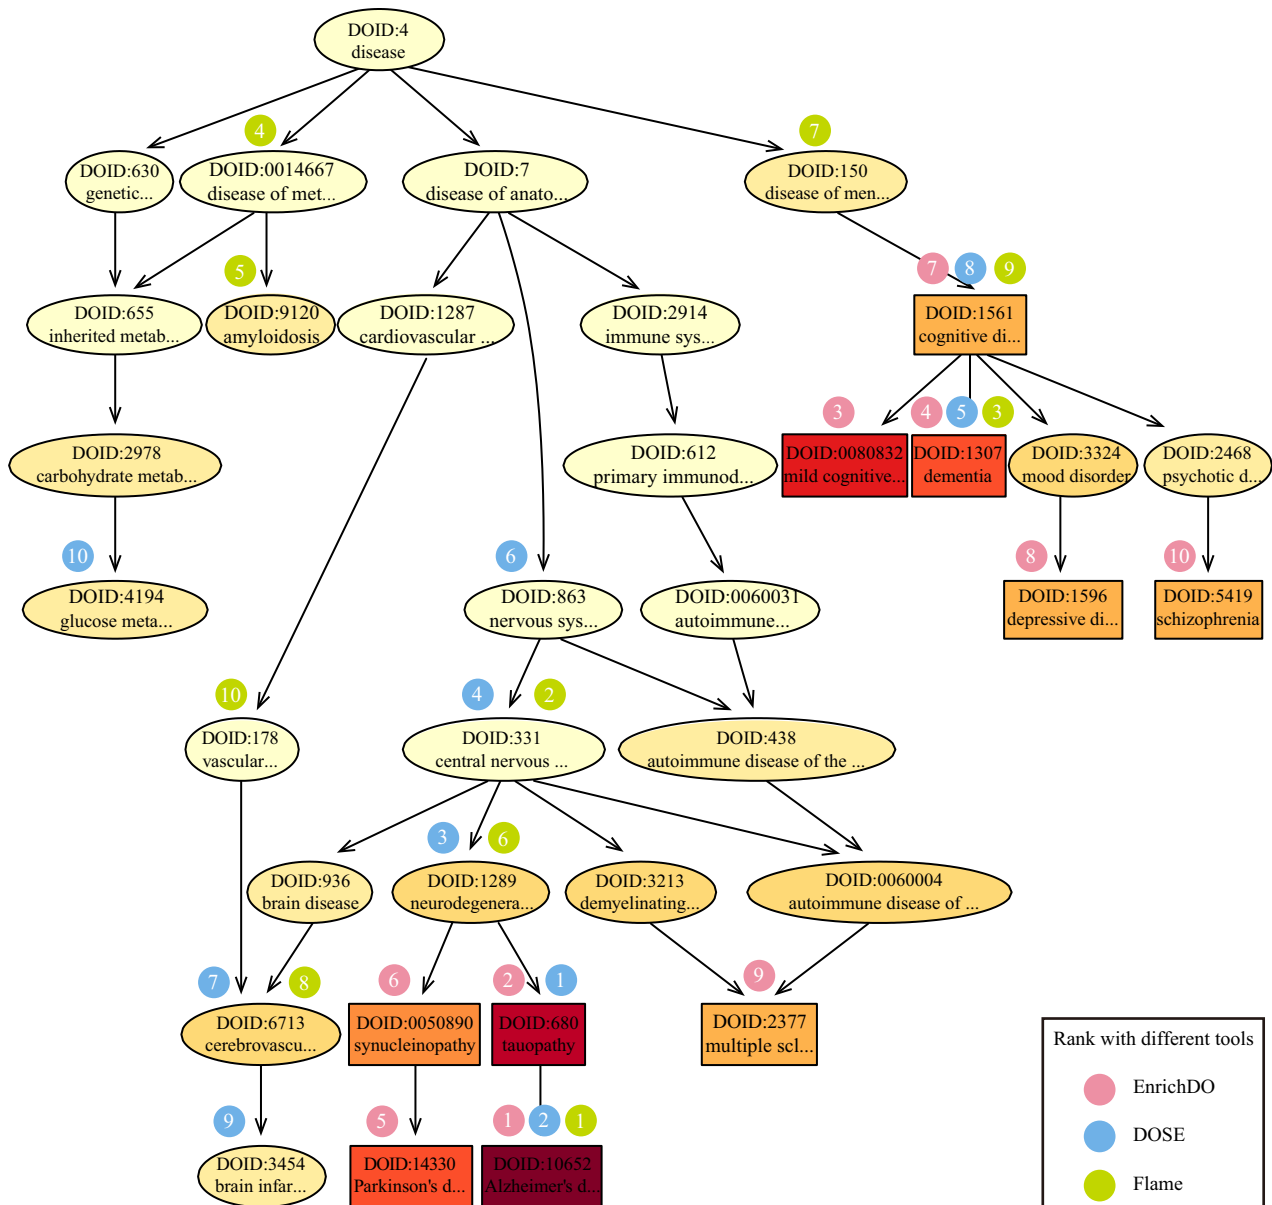 DOID:4
disease
4
7
DOID:630
genetic...
DOID:0014667
disease of met...
DOID:7
disease of anato...
DOID:150
disease of men...
5
7
8
9
DOID:655
inherited metab...
DOID:9120
amyloidosis
DOID:1287
cardiovascular ...
DOID:2914
immune sys...
DOID:1561
cognitive di...
3
4
5
3
DOID:2978
carbohydrate metab...
DOID:612
primary immunod...
DOID:0080832
mild cognitive...
DOID:1307
dementia
DOID:3324
mood disorder
DOID:2468
psychotic d...
10
6
8
10
DOID:4194
glucose meta...
DOID:863
nervous sys...
DOID:0060031
autoimmune...
DOID:1596
depressive di...
DOID:5419
schizophrenia
10
4
2
DOID:178
vascular...
DOID:331
central nervous ...
DOID:438
autoimmune disease of the ...
3
6
DOID:936
brain disease
DOID:1289
neurodegenera...
DOID:3213
demyelinating...
DOID:0060004
autoimmune disease of ...
7
8
6
2
1
9
DOID:6713
cerebrovascu...
DOID:0050890
synucleinopathy
DOID:680
tauopathy
DOID:2377
multiple scl...
9
5
1
2
1
DOID:3454
brain infar...
DOID:14330
Parkinson's d...
DOID:10652
Alzheimer's d...
Rank with different tools
EnrichDO
DOSE
Flame